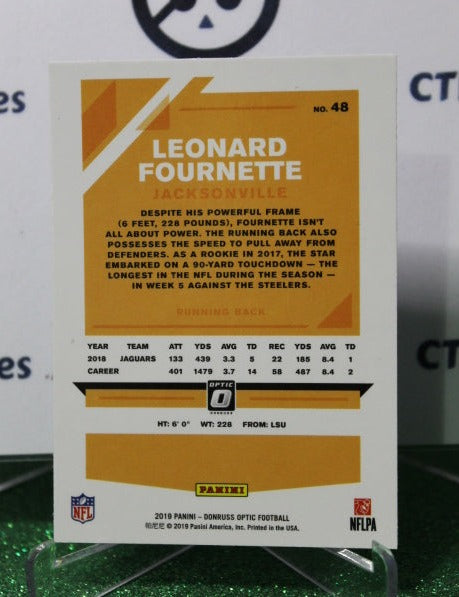 CT
es
NO. 48
LEONARD
FOURNETTE
JACKSONVILLE
DESPITE HIS POWERFUL FRAME
(6 FEET, 228 POUNDS), FOURNETTE ISN'T
ALL ABOUT POWER. THE RUNNING BACK ALSO
POSSESSES THE SPEED TO PULL AWAY FROM
DEFENDERS. AS A ROOKIE IN 2017, THE STAR
EMBARKED ON A 90-YARD TOUCHDOWN — THE
LONGEST IN THE NFL DURING THE SEASON —
IN WEEK 5 AGAINST THE STEELERS.
RUNNING BACK
YEAR TEAM ATT YDS AVG TD REC YDS AVG TD
2018 JAGUARS 133 439 3.3 5 22 185 8.4 1
CAREER 401 1479 3.7 14 58 487 8.4 2
es
CT
OPTIC
DONRUSS
HT: 6' 0" WT: 228 FROM: LSU
PANINI
NFL
NFLPA
2019 PANINI – DONRUSS OPTIC FOOTBALL
帕尼尼 © 2019 Panini America, Inc. Printed in the USA.